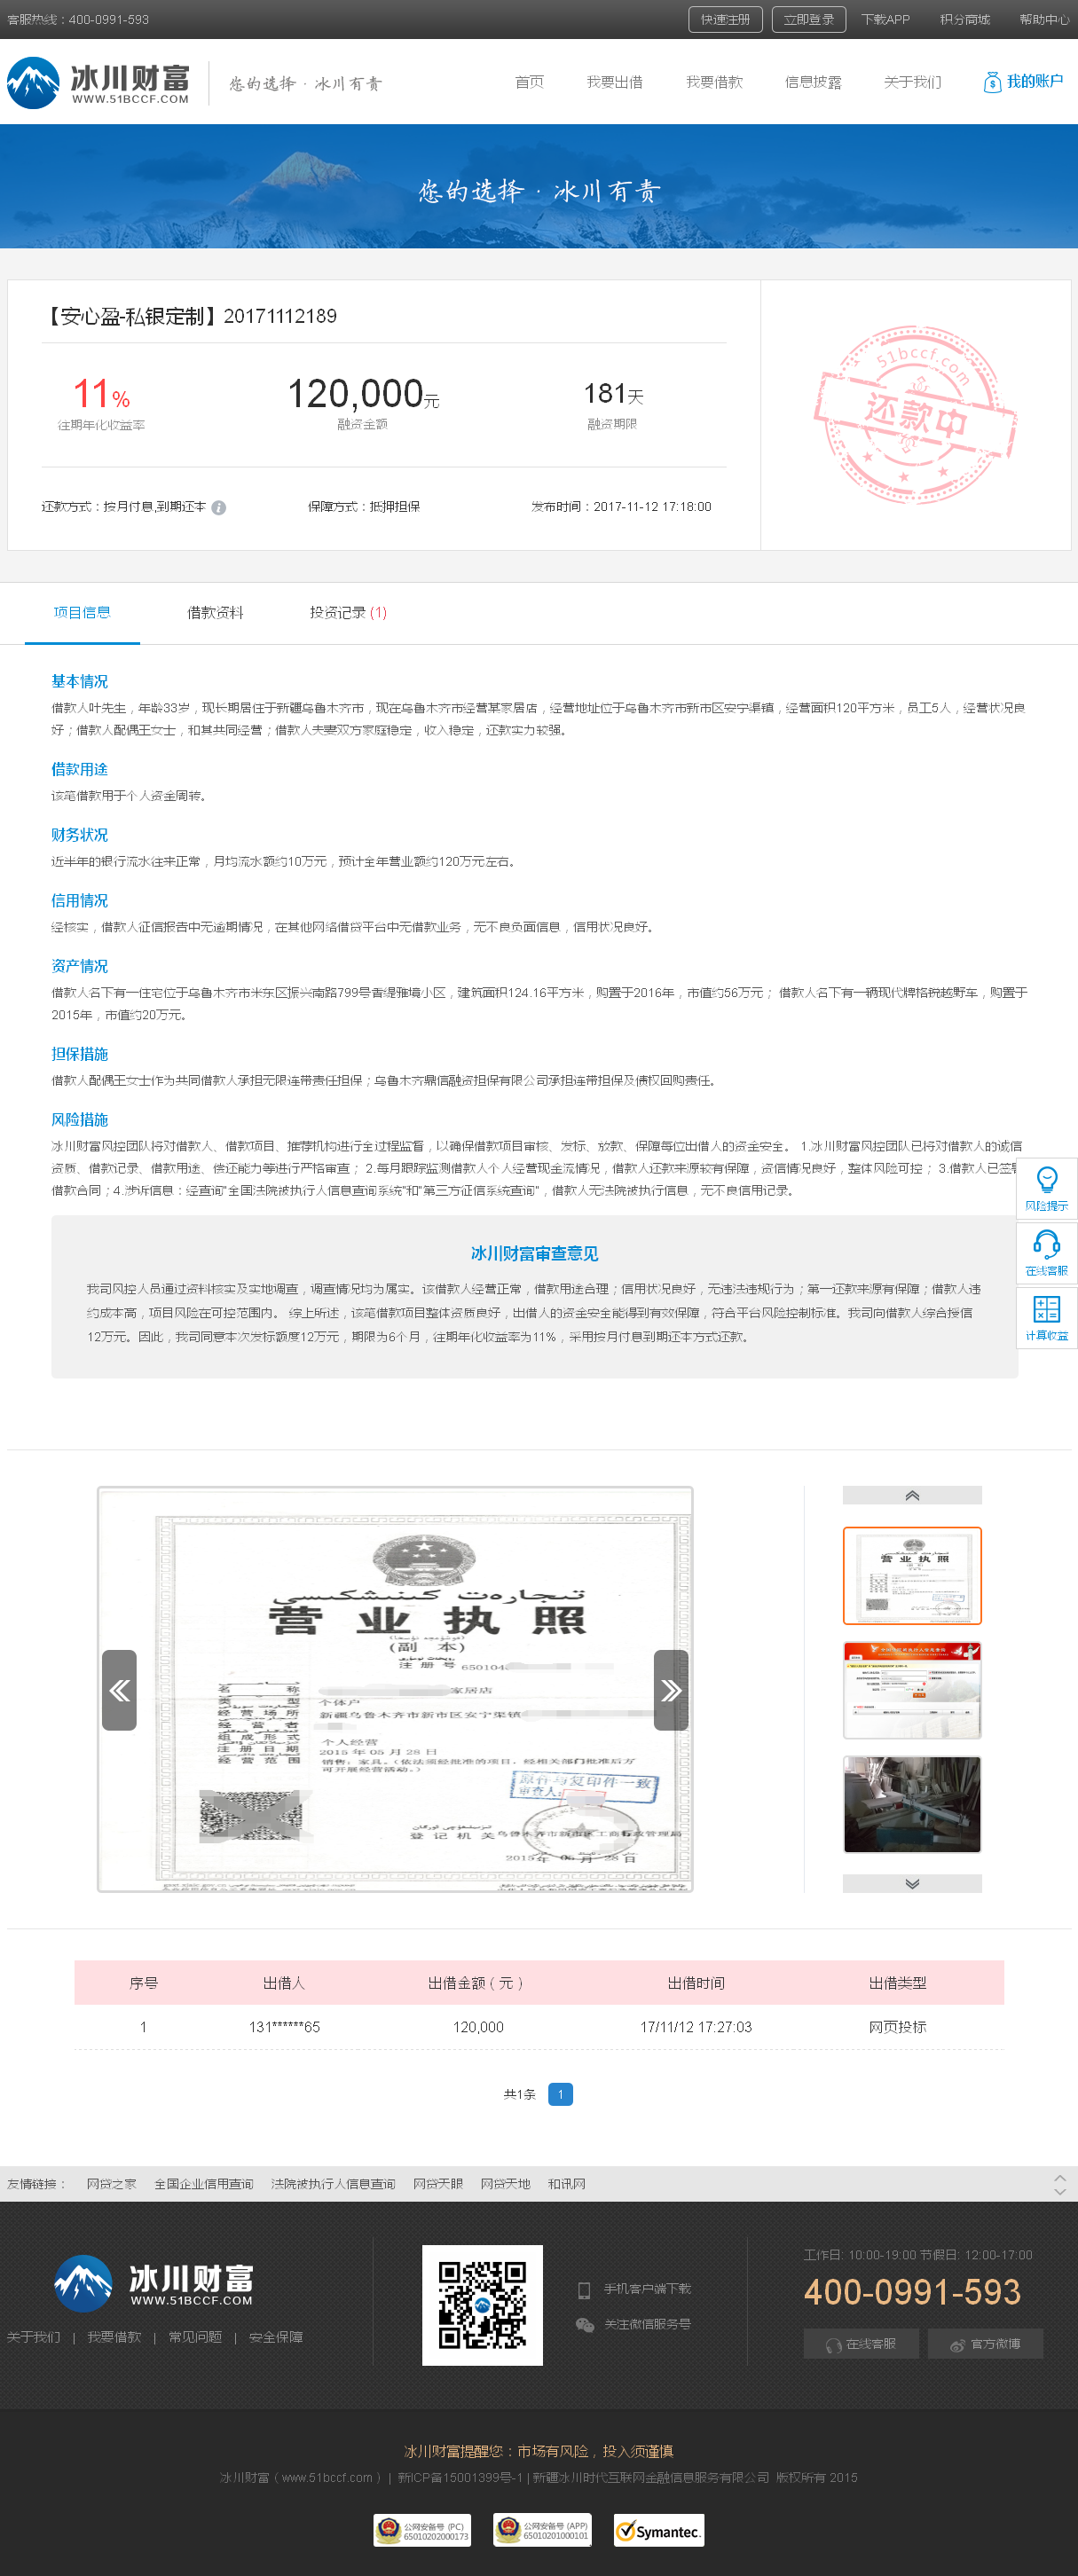 客服热线：400-0991-593
快速注册 立即登录 下载APP 积分商城 帮助中心
冰川财富
WWW.51BCCF.COM
您的选择·冰川有责
首页 我要出借 我要借款 信息披露 关于我们 我的账户
您的选择·冰川有责
【安心盈-私银定制】20171112189
11%
往期年化收益率
120,000元
融资金额
181天
融资期限
51bccf.com
还款中
还款方式：按月付息,到期还本
保障方式：抵押担保
发布时间：2017-11-12 17:18:00
项目信息 借款资料 投资记录 (1)
基本情况
借款人叶先生，年龄33岁，现长期居住于新疆乌鲁木齐市，现在乌鲁木齐市经营某家居店，经营地址位于乌鲁木齐市新市区安宁渠镇，经营面积120平方米，员工5人，经营状况良
好；借款人配偶王女士，和其共同经营；借款人夫妻双方家庭稳定，收入稳定，还款实力较强。
借款用途
该笔借款用于个人资金周转。
财务状况
近半年的银行流水往来正常，月均流水额约10万元，预计全年营业额约120万元左右。
信用情况
经核实，借款人征信报告中无逾期情况，在其他网络借贷平台中无借款业务，无不良负面信息，信用状况良好。
资产情况
借款人名下有一住宅位于乌鲁木齐市米东区振兴南路799号香缇雅境小区，建筑面积124.16平方米，购置于2016年，市值约56万元； 借款人名下有一辆现代牌格锐越野车，购置于
2015年，市值约20万元。
担保措施
借款人配偶王女士作为共同借款人承担无限连带责任担保；乌鲁木齐鼎信融资担保有限公司承担连带担保及债权回购责任。
风险措施
冰川财富风控团队将对借款人、借款项目、推荐机构进行全过程监督，以确保借款项目审核、发标、放款、保障每位出借人的资金安全。 1.冰川财富风控团队已将对借款人的诚信
资质、借款记录、借款用途、偿还能力等进行严格审查； 2.每月跟踪监测借款人个人经营现金流情况，借款人还款来源较有保障，资信情况良好，整体风险可控； 3.借款人已签署
借款合同；4.涉诉信息：经查询"全国法院被执行人信息查询系统"和"第三方征信系统查询"，借款人无法院被执行信息，无不良信用记录。
风险提示
在线客服
计算收益
冰川财富审查意见
我司风控人员通过资料核实及实地调查，调查情况均为属实。该借款人经营正常，借款用途合理；信用状况良好，无违法违规行为；第一还款来源有保障；借款人违
约成本高，项目风险在可控范围内。 综上所述，该笔借款项目整体资质良好，出借人的资金安全能得到有效保障，符合平台风险控制标准。我司向借款人综合授信
12万元。因此，我司同意本次发标额度12万元，期限为6个月，往期年化收益率为11%，采用按月付息到期还本方式还款。
营业执照
(副 本)
注册号 650104
名 称 家居店
类 型 个体户
经营场所 新疆乌鲁木齐市新市区安宁渠镇
经 营 者
组成形式 个人经营
注册日期 2015年05月28日
经营范围 销售：家具。（依法须经批准的项目，经相关部门批准后方
可开展经营活动。）
原件与复印件一致
审查人：
登记机关 乌鲁木齐市新市区工商行政管理局
2015年 05月 28日
序号 出借人 出借金额（元） 出借时间 出借类型
1 131******65 120,000 17/11/12 17:27:03 网页投标
共1条 1
友情链接： 网贷之家 全国企业信用查询 法院被执行人信息查询 网贷天眼 网贷天地 和讯网
冰川财富
WWW.51BCCF.COM
关于我们 | 我要借款 | 常见问题 | 安全保障
手机客户端下载
关注微信服务号
工作日: 10:00-19:00 节假日: 12:00-17:00
400-0991-593
在线客服 官方微博
冰川财富提醒您：市场有风险，投入须谨慎
冰川财富（www.51bccf.com）| 新ICP备15001399号-1 | 新疆冰川时代互联网金融信息服务有限公司 版权所有 2015
公网安备号 (PC)
65010202000173
公网安备号 (APP)
65010201000101
Symantec.